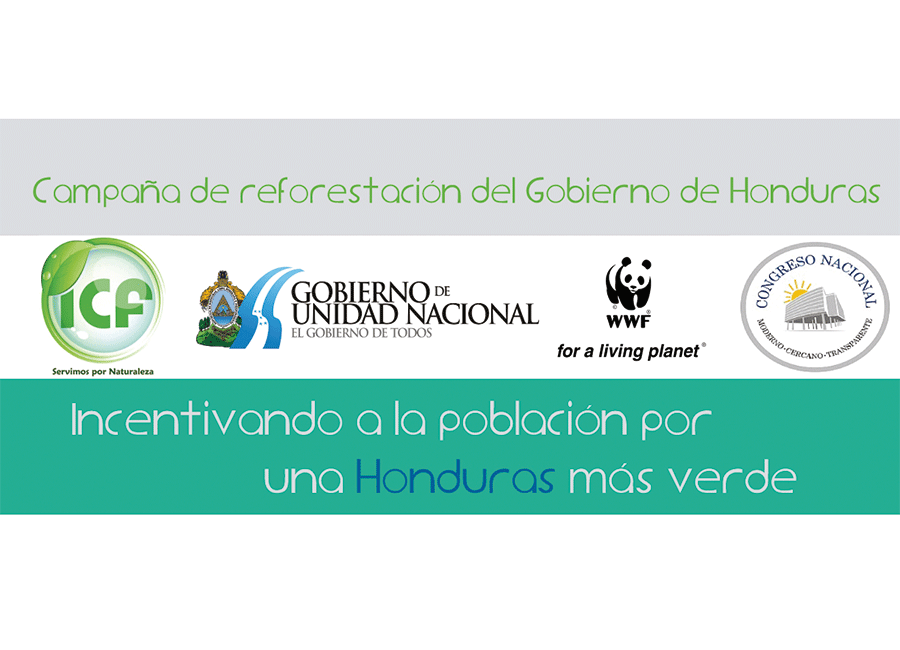 Campaña de reforestación del Gobierno de Honduras
ICF
Servimos por Naturaleza
GOBIERNO DE
UNIDAD NACIONAL
EL GOBIERNO DE TODOS
WWF
for a living planet®
CONGRESO NACIONAL
MODERNO·CERCANO·TRANSPARENTE
Incentivando a la población por
una Honduras más verde